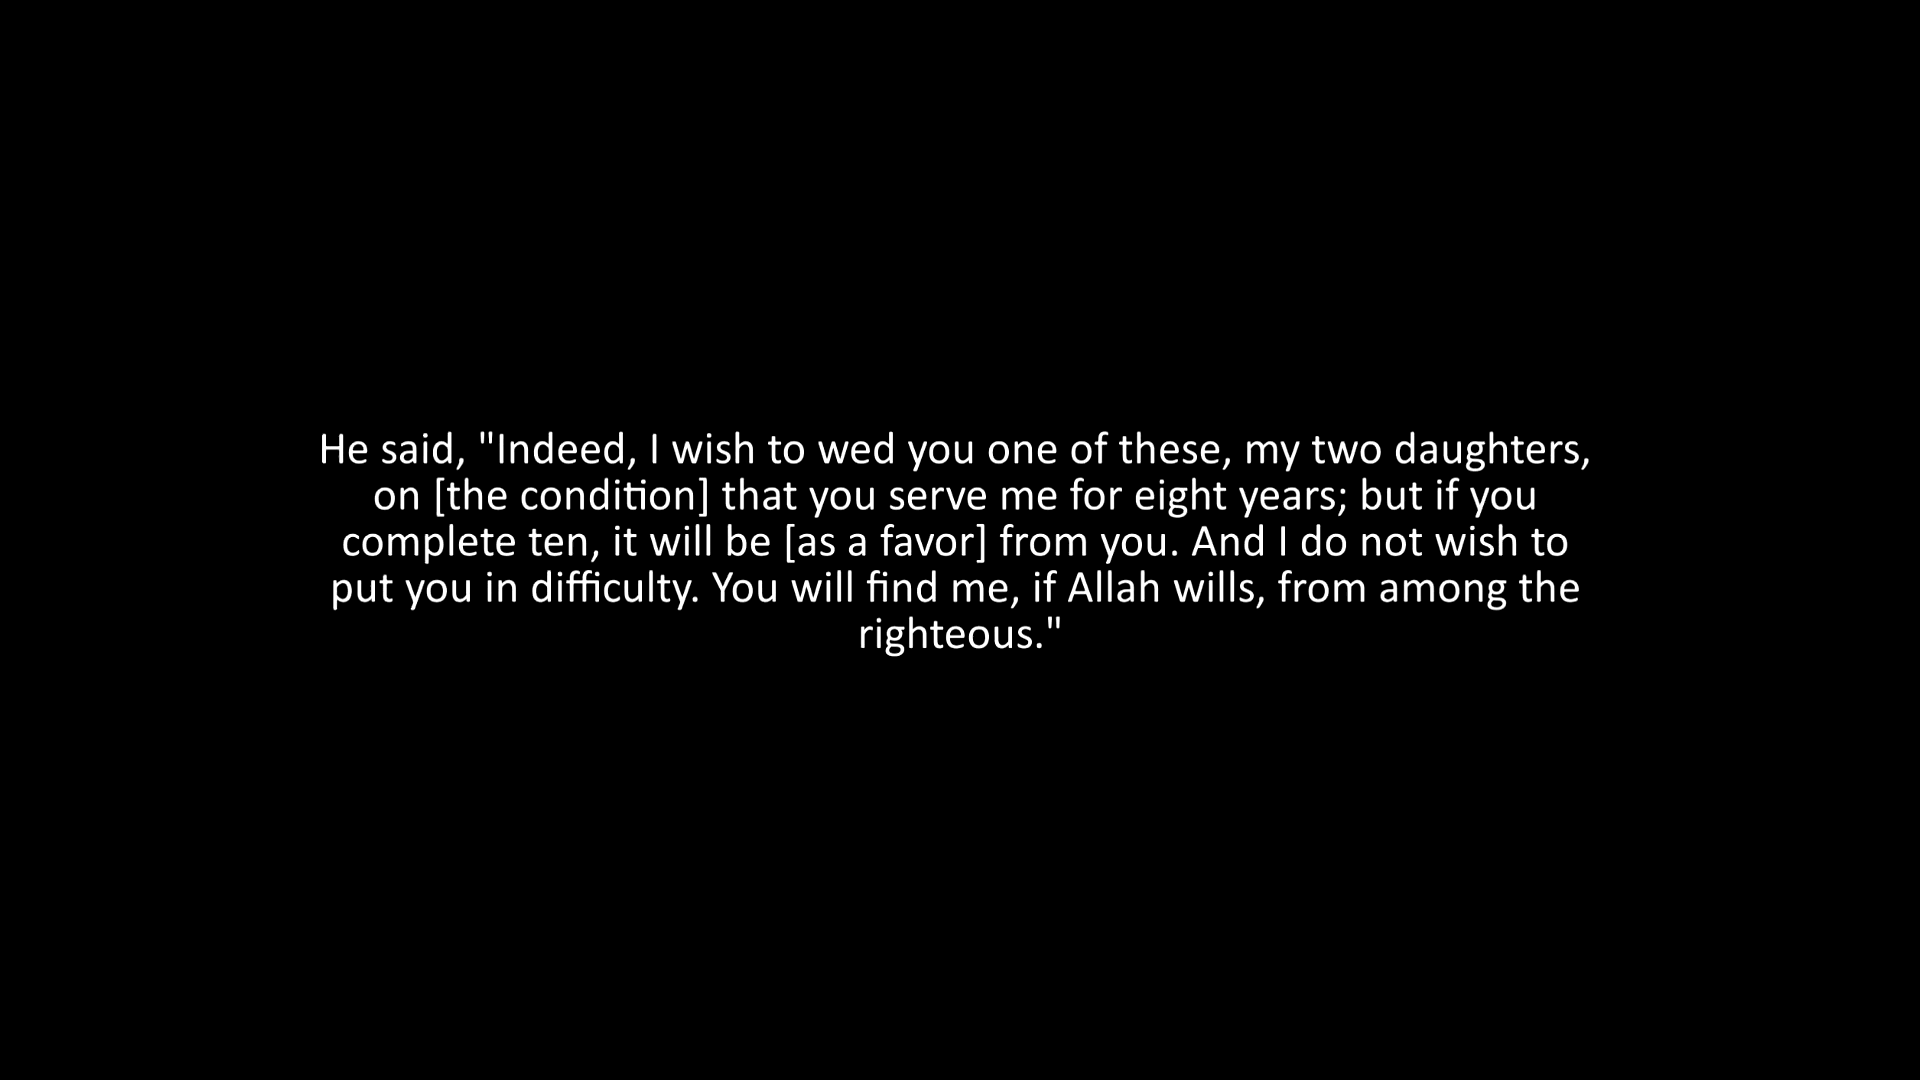 He said, "Indeed, I wish to wed you one of these, my two daughters,
on [the condition] that you serve me for eight years; but if you
complete ten, it will be [as a favor] from you. And I do not wish to
put you in difficulty. You will find me, if Allah wills, from among the
righteous."